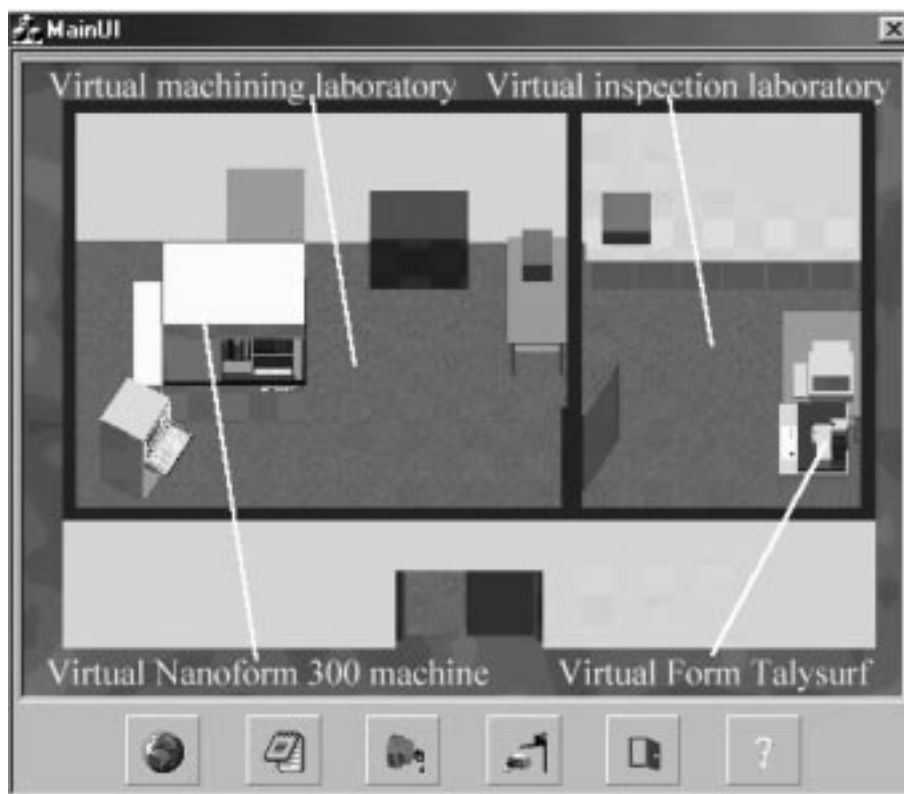 MainUI
Virtual machining laboratory
Virtual inspection laboratory
Virtual Nanoform 300 machine
Virtual Form Talysurf
?